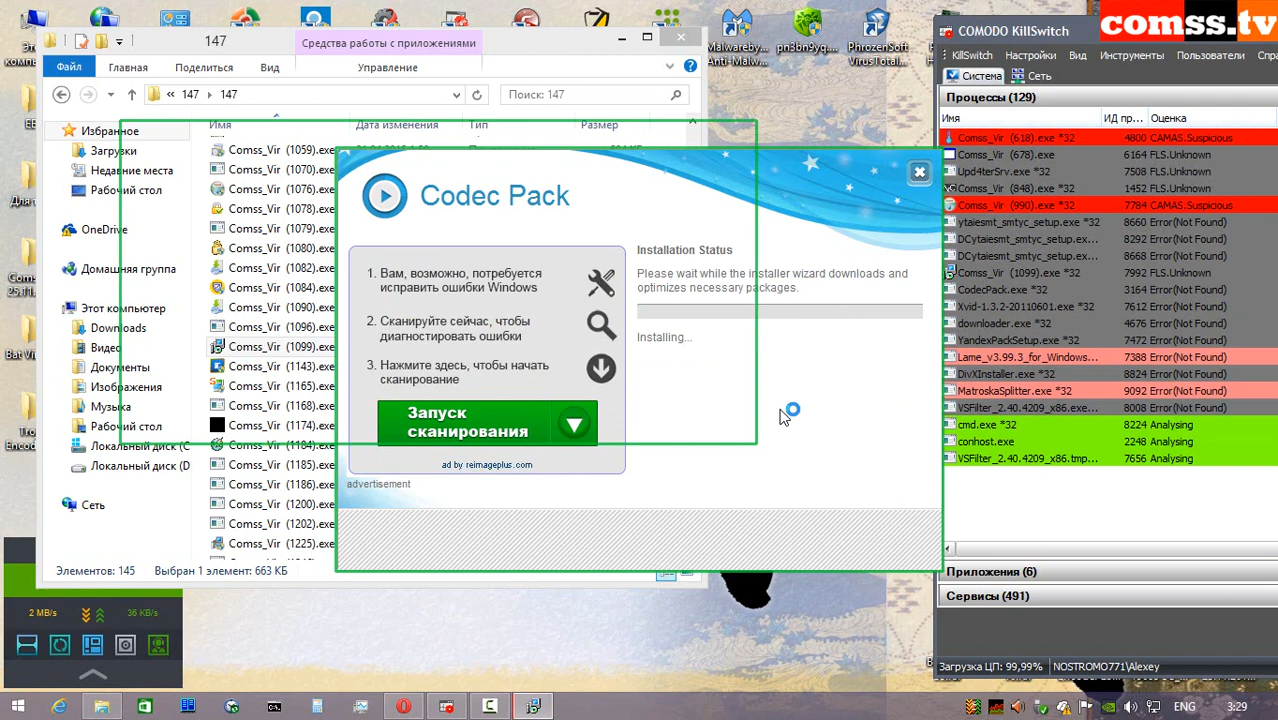 comss.tv
147
Средства работы с приложениями
Файл
Главная
Поделиться
Вид
Управление
147
147
Поиск: 147
Избранное
Загрузки
Недавние места
Рабочий стол
OneDrive
Домашняя группа
Этот компьютер
Downloads
Видео
Документы
Изображения
Музыка
Рабочий стол
Локальный диск (C
Локальный диск (D
Сеть
Имя
Дата изменения
Тип
Размер
Comss_Vir (1059).exe
Comss_Vir (1070).exe
Comss_Vir (1076).exe
Comss_Vir (1078).exe
Comss_Vir (1079).exe
Comss_Vir (1080).exe
Comss_Vir (1082).exe
Comss_Vir (1084).exe
Comss_Vir (1090).exe
Comss_Vir (1096).exe
Comss_Vir (1099).exe
Comss_Vir (1143).exe
Comss_Vir (1165).exe
Comss_Vir (1168).exe
Comss_Vir (1174).exe
Comss_Vir (1184).exe
Comss_Vir (1185).exe
Comss_Vir (1186).exe
Comss_Vir (1202).exe
Comss_Vir (1225).exe
Элементов: 145
Выбран 1 элемент: 663 КБ
Codec Pack
1. Вам, возможно, потребуется
исправить ошибки Windows
2. Сканируйте сейчас, чтобы
диагностировать ошибки
3. Нажмите здесь, чтобы начать
сканирование
Запуск
сканирования
ad by reimageplus.com
advertisement
Installation Status
Please wait while the installer wizard downloads and
optimizes necessary packages.
Installing...
Malwareby...
Anti-Malw...
pn3bn9yq....
PhrozenSoft
VirusTotal...
COMODO KillSwitch
KillSwitch
Настройки
Вид
Инструменты
Пользователи
Спра
Система
Сеть
Процессы (129)
Имя
ИД пр...
Оценка
Comss_Vir (618).exe *32 4800 CAMAS.Suspicious
Comss_Vir (678).exe 6164 FLS.Unknown
Upd4terSrv.exe *32 7508 FLS.Unknown
Comss_Vir (848).exe *32 1452 FLS.Unknown
Comss_Vir (990).exe *32 7784 CAMAS.Suspicious
ytaiesmt_smtyc_setup.exe *32 8660 Error(Not Found)
DCytaiesmt_smtyc_setup.ex... 8292 Error(Not Found)
DCytaiesmt_smtyc_setup.ex... 8256 Error(Not Found)
Comss_Vir (1099).exe *32 7992 Error(Not Found)
CodecPack.exe *32 3164 Error(Not Found)
Xvid-1.3.2-20110601.exe *32 7612 Error(Not Found)
downloader.exe *32 4676 Error(Not Found)
YandexPackSetup.exe *32 7444 Error(Not Found)
Lame_v3.99.3_for_Windows... 7388 Error(Not Found)
DivXInstaller.exe *32 8300 Error(Not Found)
MatroskaSplitter.exe *32 9092 Error(Not Found)
VSFilter_2.40.4209_x86.exe... 8008 Error(Not Found)
cmd.exe *32 8224 Analysing
conhost.exe 2248 Analysing
VSFilter_2.40.4209_x86.tmp... 7656 Analysing
Приложения (6)
Сервисы (491)
Загрузка ЦП: 99,99%
NOSTROMO771\Alexey
2 MB/s
36 KB/s
ENG
3:29